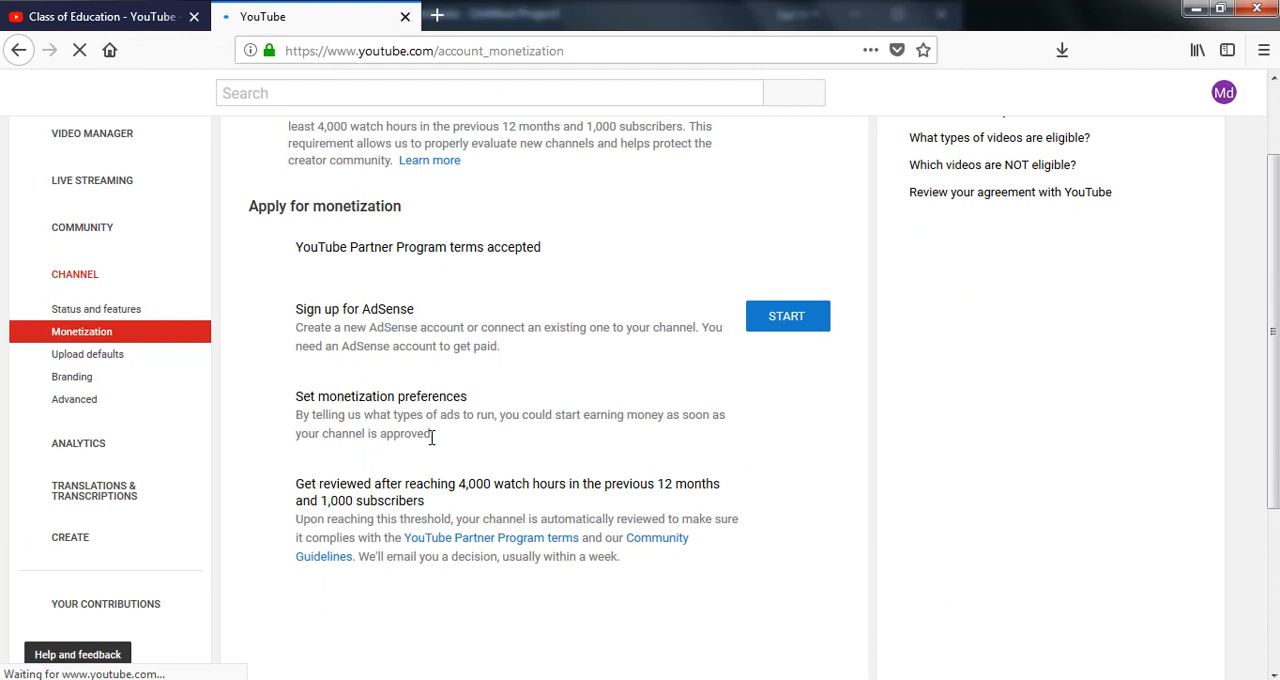 Class of Education - YouTube
YouTube
https://www.youtube.com/account_monetization
Search
Md
VIDEO MANAGER
LIVE STREAMING
COMMUNITY
CHANNEL
Status and features
Monetization
Upload defaults
Branding
Advanced
ANALYTICS
TRANSLATIONS &
TRANSCRIPTIONS
CREATE
YOUR CONTRIBUTIONS
Help and feedback
Waiting for www.youtube.com...
least 4,000 watch hours in the previous 12 months and 1,000 subscribers. This
requirement allows us to properly evaluate new channels and helps protect the
creator community. Learn more
Apply for monetization
YouTube Partner Program terms accepted
Sign up for AdSense
Create a new AdSense account or connect an existing one to your channel. You
need an AdSense account to get paid.
START
Set monetization preferences
By telling us what types of ads to run, you could start earning money as soon as
your channel is approved.
Get reviewed after reaching 4,000 watch hours in the previous 12 months
and 1,000 subscribers
Upon reaching this threshold, your channel is automatically reviewed to make sure
it complies with the YouTube Partner Program terms and our Community
Guidelines. We'll email you a decision, usually within a week.
What types of videos are eligible?
Which videos are NOT eligible?
Review your agreement with YouTube